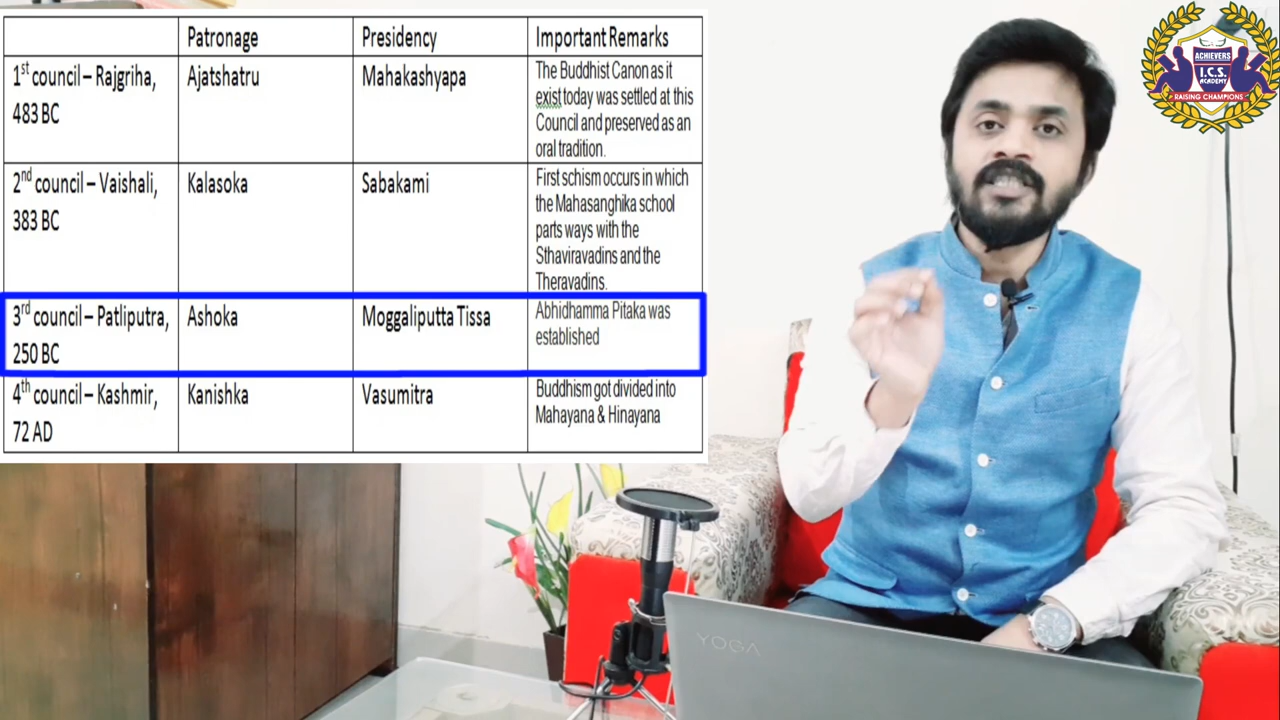 Patronage
Presidency
Important Remarks
1st council – Rajgriha,
483 BC
Ajatshatru
Mahakashyapa
The Buddhist Canon as it
exist today was settled at this
Council and preserved as an
oral tradition.
2nd council – Vaishali,
383 BC
Kalasoka
Sabakami
First schism occurs in which
the Mahasanghika school
parts ways with the
Sthaviravadins and the
Theravadins.
3rd council – Patliputra,
250 BC
Ashoka
Moggaliputta Tissa
Abhidhamma Pitaka was
established
4th council – Kashmir,
72 AD
Kanishka
Vasumitra
Buddhism got divided into
Mahayana & Hinayana
ACHIEVERS
I.C.S.
ACADEMY
RAISING CHAMPIONS
YOGA